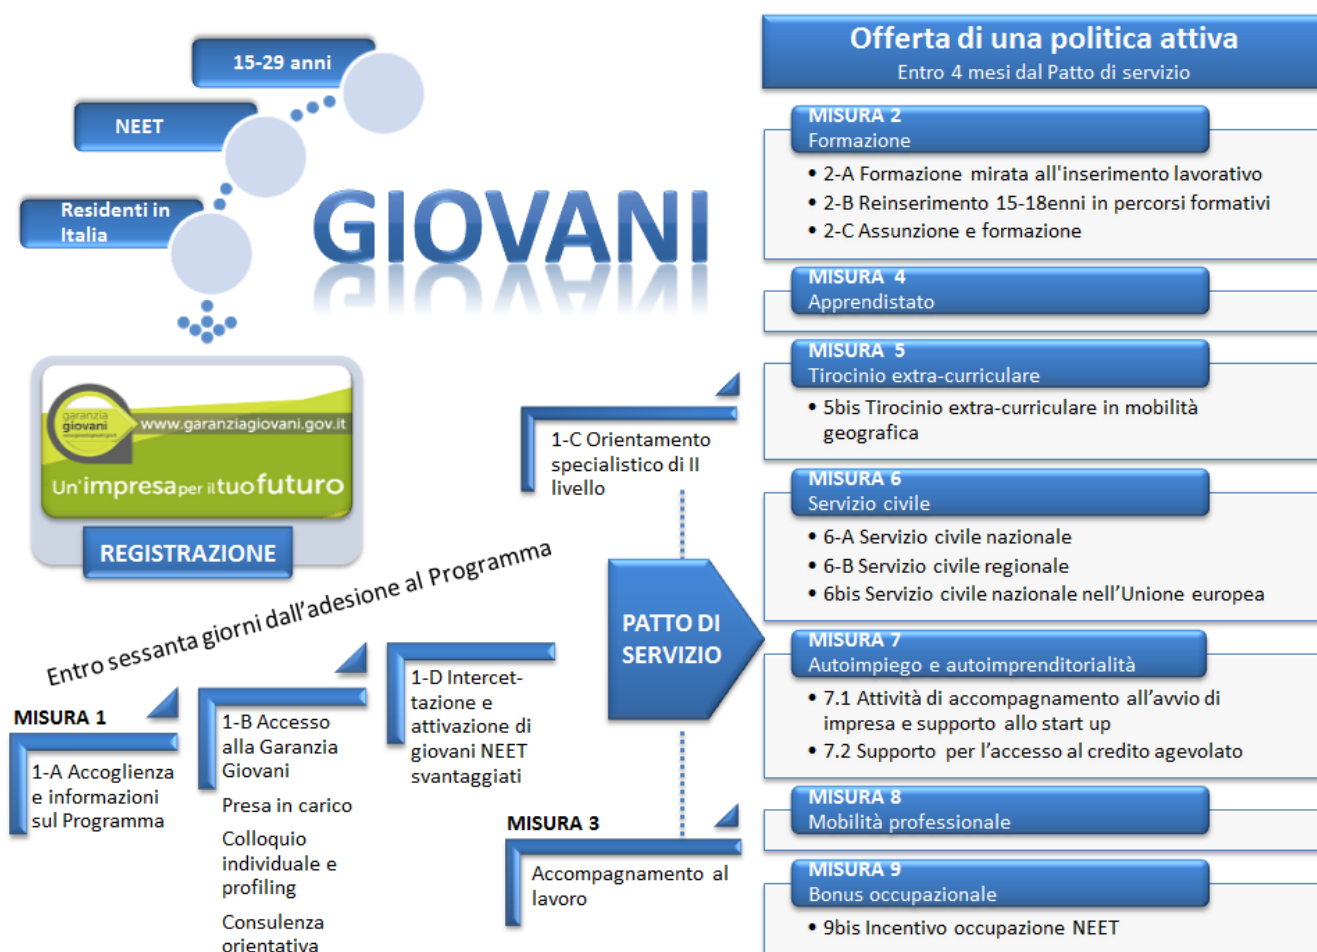 15-29 anni
NEET
Residenti in
Italia
GIOVANI
garanzia
giovani
www.garanziagiovani.gov.it
Un'impresa per il tuo futuro
REGISTRAZIONE
Entro sessanta giorni dall'adesione al Programma
MISURA 1
1-A Accoglienza
e informazioni
sul Programma
1-B Accesso
alla Garanzia
Giovani
Presa in carico
Colloquio
individuale e
profiling
Consulenza
orientativa
1-D Intercet-
tazione e
attivazione di
giovani NEET
svantaggiati
1-C Orientamento
specialistico di II
livello
PATTO DI
SERVIZIO
MISURA 3
Accompagnamento al
lavoro
Offerta di una politica attiva
Entro 4 mesi dal Patto di servizio
MISURA 2
Formazione
• 2-A Formazione mirata all'inserimento lavorativo
• 2-B Reinserimento 15-18enni in percorsi formativi
• 2-C Assunzione e formazione
MISURA 4
Apprendistato
MISURA 5
Tirocinio extra-curriculare
• 5bis Tirocinio extra-curriculare in mobilità
geografica
MISURA 6
Servizio civile
• 6-A Servizio civile nazionale
• 6-B Servizio civile regionale
• 6bis Servizio civile nazionale nell'Unione europea
MISURA 7
Autoimpiego e autoimprenditorialità
• 7.1 Attività di accompagnamento all'avvio di
impresa e supporto allo start up
• 7.2 Supporto per l'accesso al credito agevolato
MISURA 8
Mobilità professionale
MISURA 9
Bonus occupazionale
• 9bis Incentivo occupazione NEET